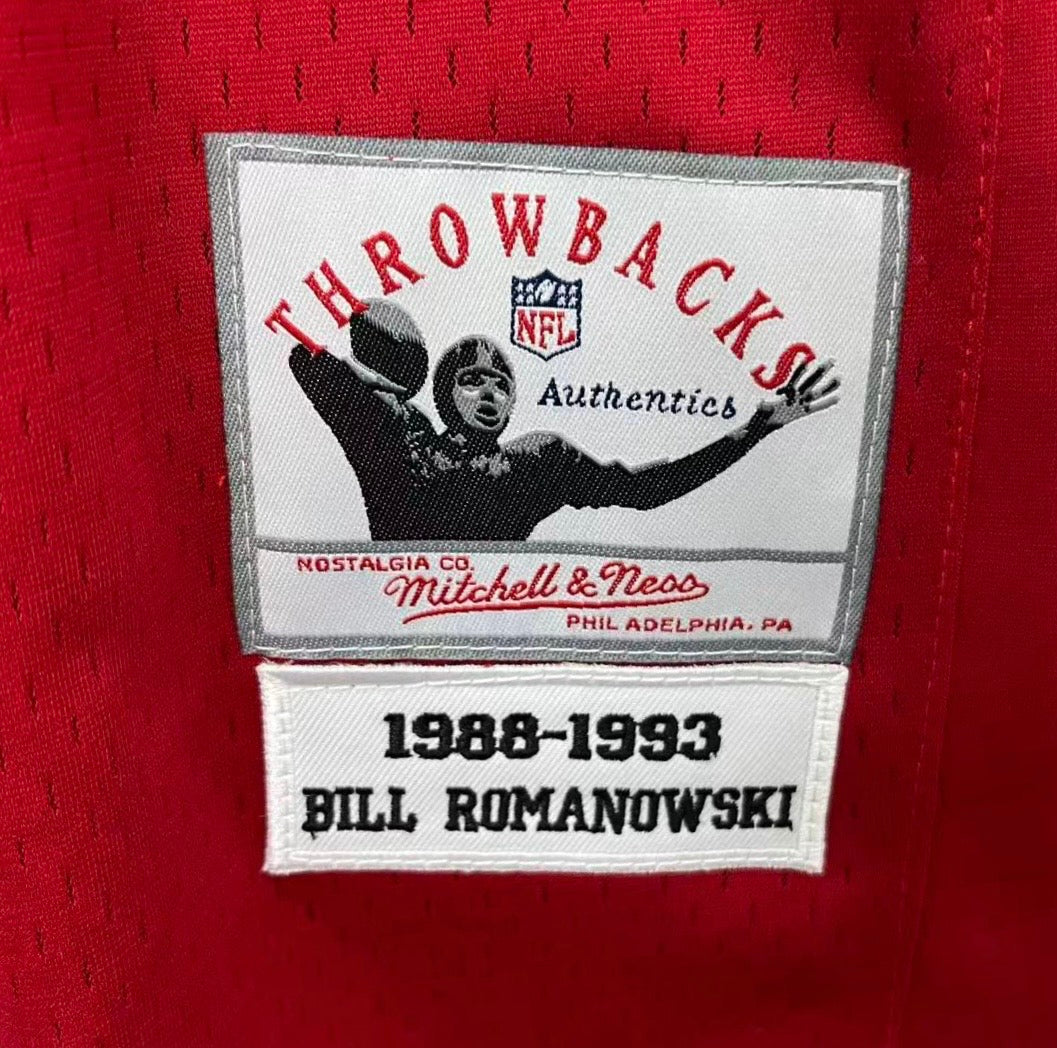 THROWBACKS
NFL
Authentics
NOSTALGIA CO.
Mitchell & Ness
PHILADELPHIA, PA
1988-1993
BILL ROMANOWSKI